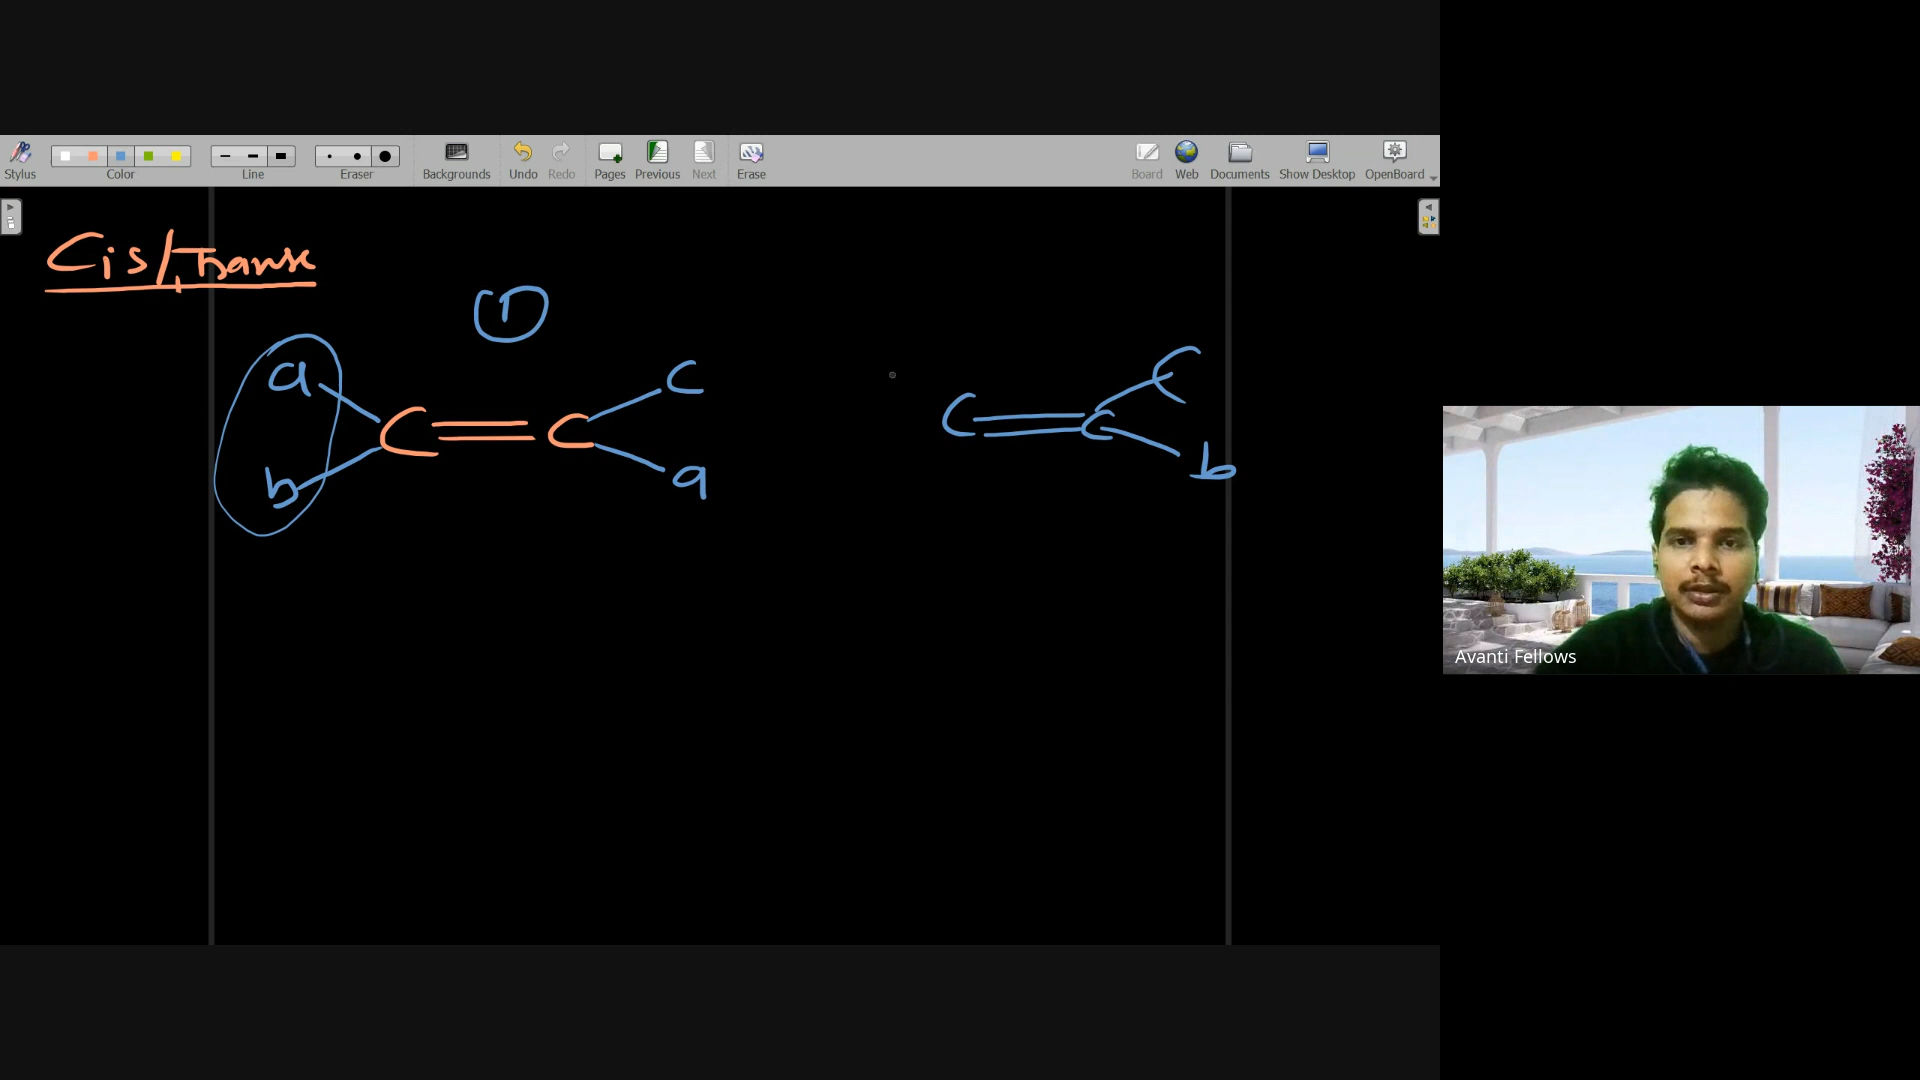 Stylus Color Line Eraser Backgrounds Undo Redo Pages Previous Next Erase Board Web Documents Show Desktop OpenBoard
Cis/Trans
1
a C = C c
b a
C = C C
b
Avanti Fellows